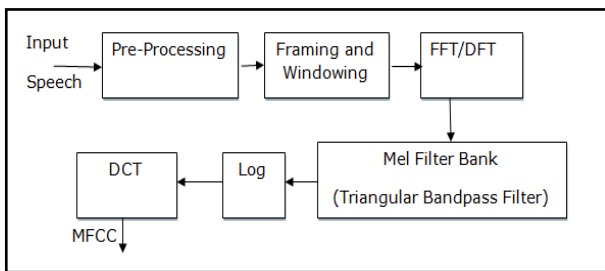 Input
Speech
Pre-Processing
Framing and
Windowing
FFT/DFT
Mel Filter Bank
(Triangular Bandpass Filter)
Log
DCT
MFCC